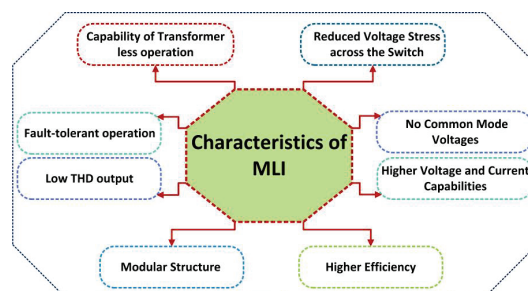 Capability of Transformer
less operation
Reduced Voltage Stress
across the Switch
Fault-tolerant operation
Characteristics of
MLI
No Common Mode
Voltages
Low THD output
Higher Voltage and Current
Capabilities
Modular Structure
Higher Efficiency